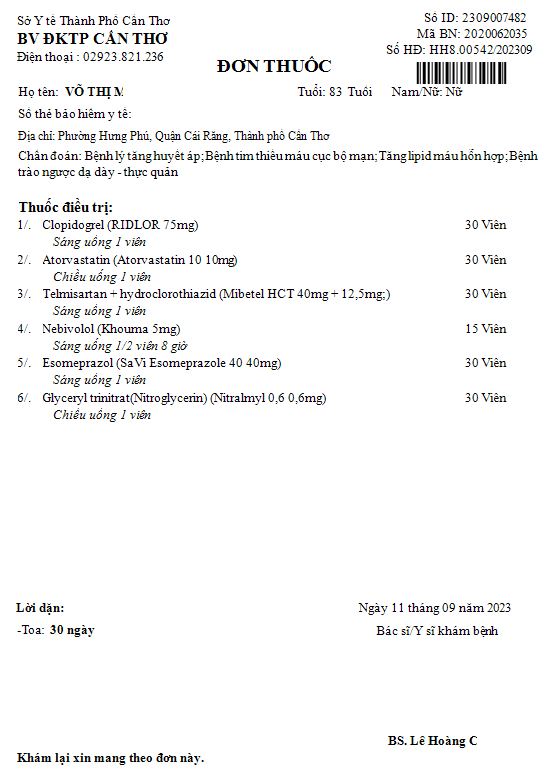 Sở Y tế Thành Phố Cần Thơ
Số ID: 2309007482
BV ĐKTP CẦN THƠ
Mã BN: 2020062035
Điện thoại : 02923.821.236
Số HĐ: HH8.00542/202309
ĐƠN THUỐC
Họ tên: VÕ THỊ M
Tuổi: 83 Tuổi Nam/Nữ: Nữ
Số thẻ bảo hiểm y tế:
Địa chỉ: Phường Hưng Phú, Quận Cái Răng, Thành phố Cần Thơ
Chẩn đoán: Bệnh lý tăng huyết áp; Bệnh tim thiếu máu cục bộ mạn; Tăng lipid máu hỗn hợp; Bệnh
trào ngược dạ dày - thực quản
Thuốc điều trị:
1/. Clopidogrel (RIDLOR 75mg) 30 Viên
Sáng uống 1 viên
2/. Atorvastatin (Atorvastatin 10 10mg) 30 Viên
Chiều uống 1 viên
3/. Telmisartan + hydroclorothiazid (Mibetel HCT 40mg + 12,5mg;) 30 Viên
Sáng uống 1 viên
4/. Nebivolol (Khouma 5mg) 15 Viên
Sáng uống 1/2 viên 8 giờ
5/. Esomeprazol (SaVi Esomeprazole 40 40mg) 30 Viên
Sáng uống 1 viên
6/. Glyceryl trinitrat(Nitroglycerin) (Nitralmyl 0,6 0,6mg) 30 Viên
Chiều uống 1 viên
Lời dặn:
Ngày 11 tháng 09 năm 2023
-Toa: 30 ngày
Bác sĩ/Y sĩ khám bệnh
BS. Lê Hoàng C
Khám lại xin mang theo đơn này.